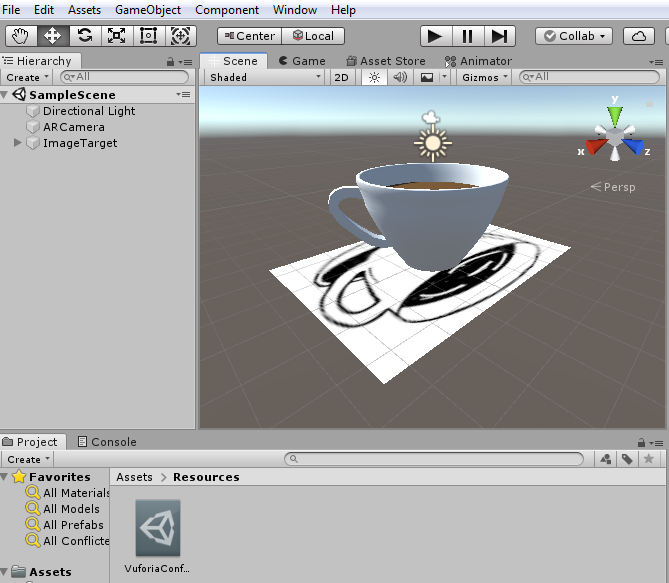 File Edit Assets GameObject Component Window Help
Center Local Collab
Hierarchy Scene Game Asset Store Animator
Create All Shaded 2D Gizmos All
SampleScene
Directional Light
ARCamera
ImageTarget
y
x z
Persp
Project Console
Create
Favorites Assets > Resources
All Materials
All Models
All Prefabs
All Conflicte
VuforiaConf...
Assets